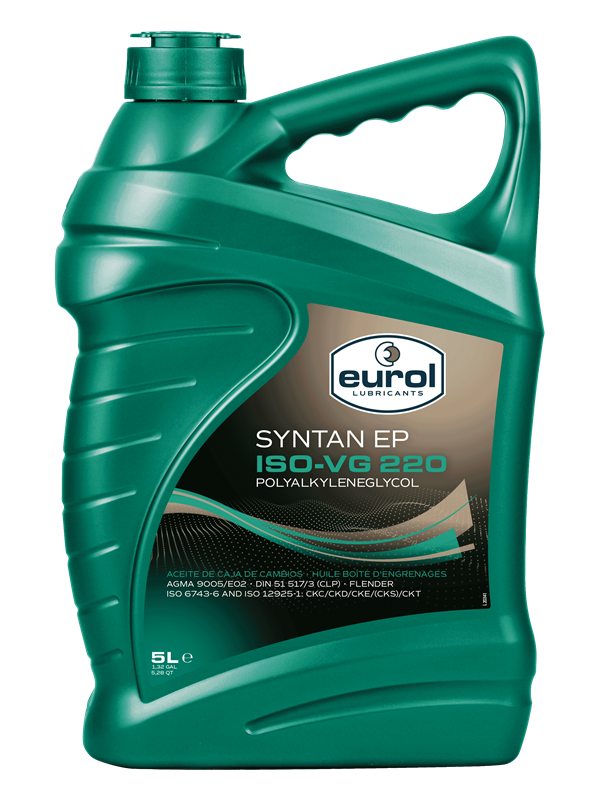 eurol
LUBRICANTS
SYNTAN EP
ISO-VG 220
POLYALKYLENEGLYCOL
ACEITE DE CAJA DE CAMBIOS • HUILE BOÎTE D'ENGRENAGES
AGMA 9005/E02 • DIN 51 517/3 (CLP) • FLENDER
ISO 6743-6 AND ISO 12925-1: CKC/CKD/CKE/(CKS)/CKT
5L e
1,32 GAL
5,28 QT